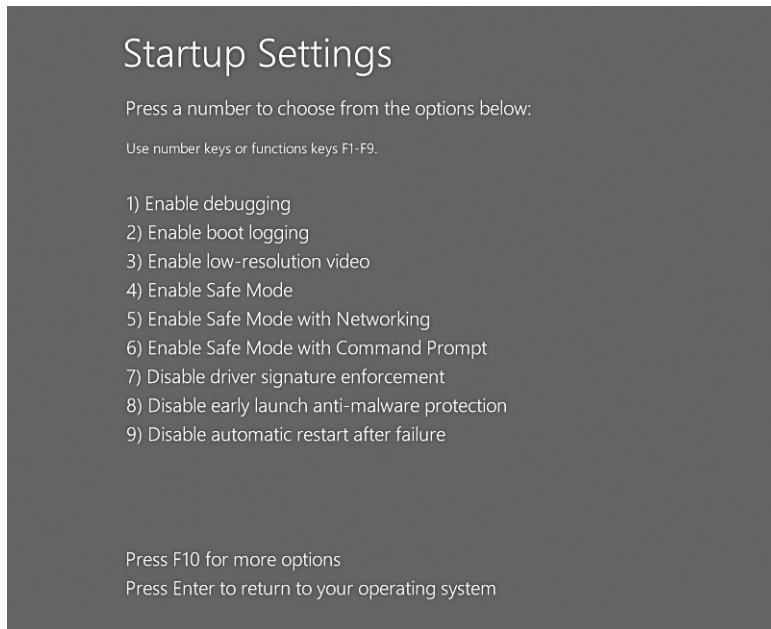 Startup Settings
Press a number to choose from the options below:
Use number keys or functions keys F1-F9.
1) Enable debugging
2) Enable boot logging
3) Enable low-resolution video
4) Enable Safe Mode
5) Enable Safe Mode with Networking
6) Enable Safe Mode with Command Prompt
7) Disable driver signature enforcement
8) Disable early launch anti-malware protection
9) Disable automatic restart after failure
Press F10 for more options
Press Enter to return to your operating system